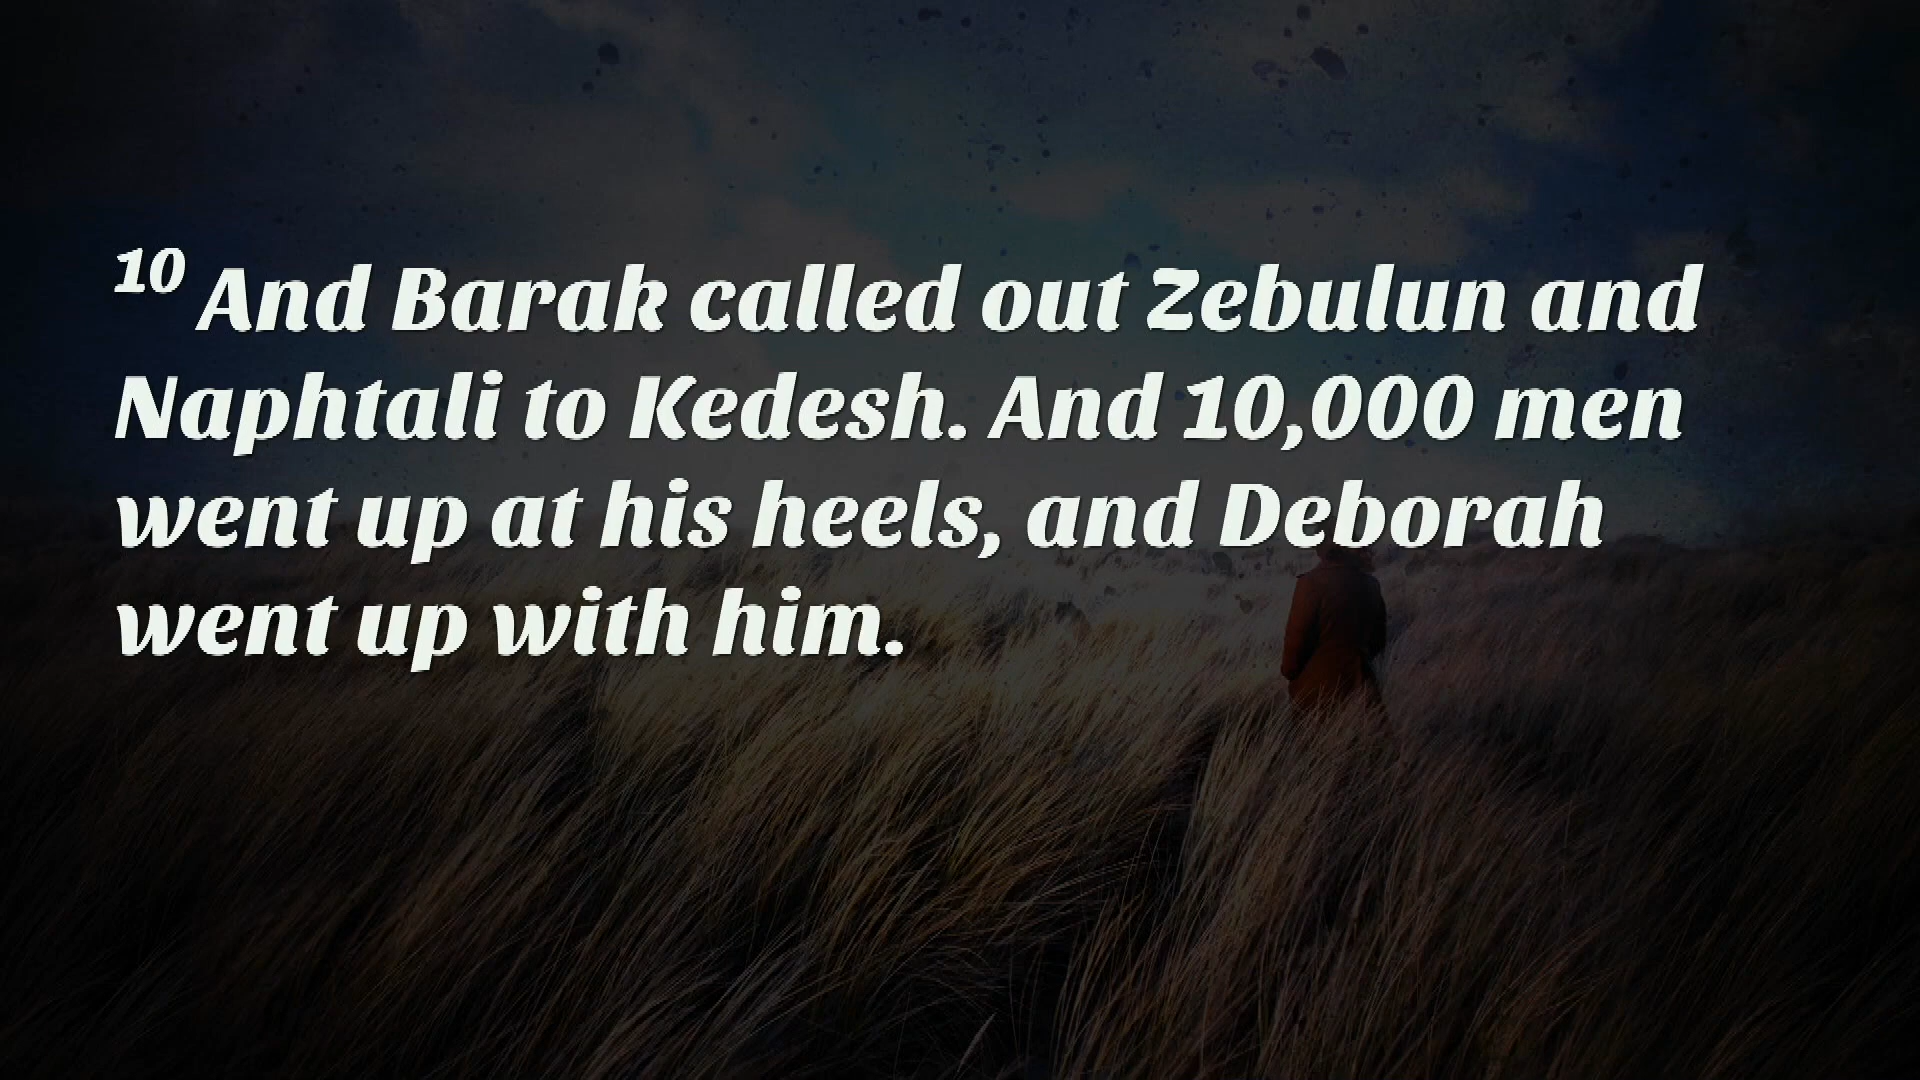 10 And Barak called out Zebulun and
Naphtali to Kedesh. And 10,000 men
went up at his heels, and Deborah
went up with him.